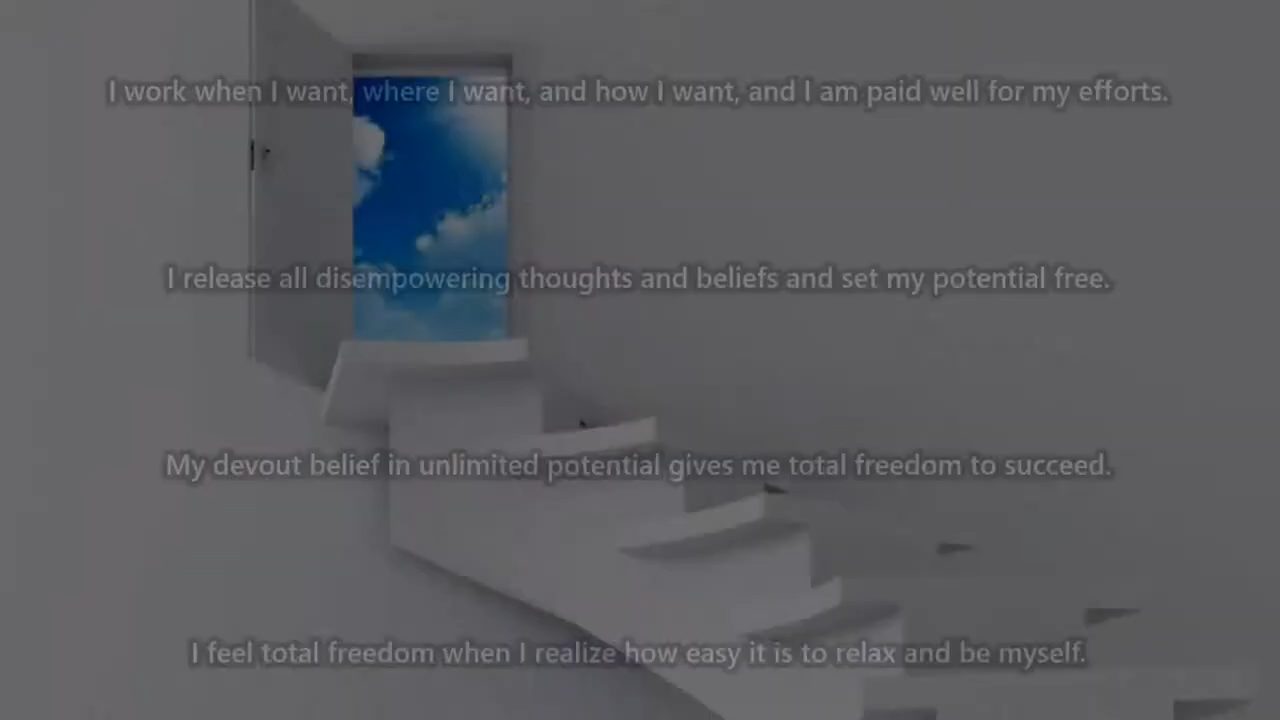 I work when I want, where I want, and how I want, and I am paid well for my efforts.
I release all disempowering thoughts and beliefs and set my potential free.
My devout belief in unlimited potential gives me total freedom to succeed.
I feel total freedom when I realize how easy it is to relax and be myself.